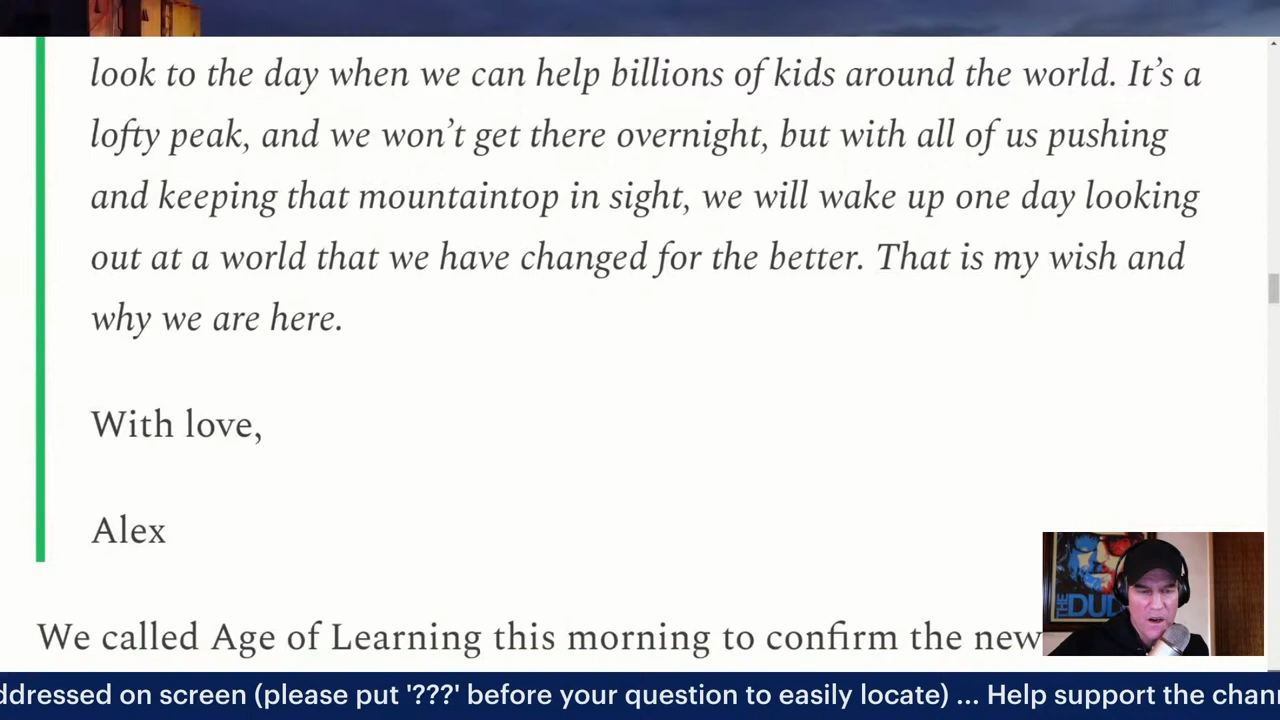 look to the day when we can help billions of kids around the world. It’s a
lofty peak, and we won’t get there overnight, but with all of us pushing
and keeping that mountaintop in sight, we will wake up one day looking
out at a world that we have changed for the better. That is my wish and
why we are here.
With love,
Alex
We called Age of Learning this morning to confirm the new
THE
DUD
ddressed on screen (please put '???' before your question to easily locate) ... Help support the chan